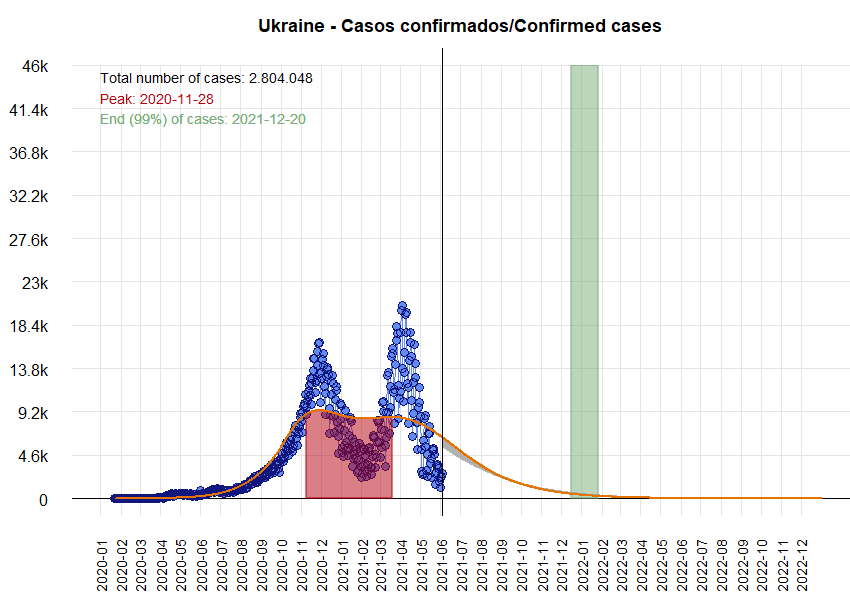 Ukraine - Casos confirmados/Confirmed cases
Total number of cases: 2.804.048
Peak: 2020-11-28
End (99%) of cases: 2021-12-20
46k
41.4k
36.8k
32.2k
27.6k
23k
18.4k
13.8k
9.2k
4.6k
0
2020-01
2020-02
2020-03
2020-04
2020-05
2020-06
2020-07
2020-08
2020-09
2020-10
2020-11
2020-12
2021-01
2021-02
2021-03
2021-04
2021-05
2021-06
2021-07
2021-08
2021-09
2021-10
2021-11
2021-12
2022-01
2022-02
2022-03
2022-04
2022-05
2022-06
2022-07
2022-08
2022-09
2022-10
2022-11
2022-12